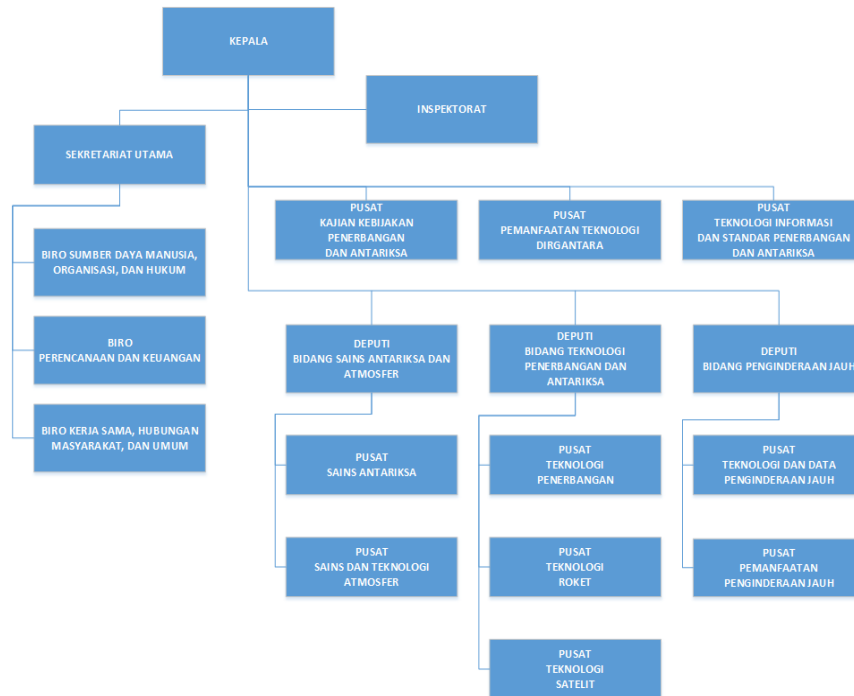 KEPALA
INSPEKTORAT
SEKRETARIAT UTAMA
BIRO SUMBER DAYA MANUSIA,
ORGANISASI, DAN HUKUM
BIRO
PERENCANAAN DAN KEUANGAN
BIRO KERJA SAMA, HUBUNGAN
MASYARAKAT, DAN UMUM
PUSAT
KAJIAN KEBIJAKAN
PENERBANGAN
DAN ANTARIKSA
PUSAT
PEMANFAATAN TEKNOLOGI
DIRGANTARA
PUSAT
TEKNOLOGI INFORMASI
DAN STANDAR PENERBANGAN
DAN ANTARIKSA
DEPUTI
BIDANG SAINS ANTARIKSA DAN
ATMOSFER
PUSAT
SAINS ANTARIKSA
PUSAT
SAINS DAN TEKNOLOGI
ATMOSFER
DEPUTI
BIDANG TEKNOLOGI
PENERBANGAN DAN
ANTARIKSA
PUSAT
TEKNOLOGI
PENERBANGAN
PUSAT
TEKNOLOGI
ROKET
PUSAT
TEKNOLOGI
SATELIT
DEPUTI
BIDANG PENGINDERAAN JAUH
PUSAT
TEKNOLOGI DAN DATA
PENGINDERAAN JAUH
PUSAT
PEMANFAATAN
PENGINDERAAN JAUH